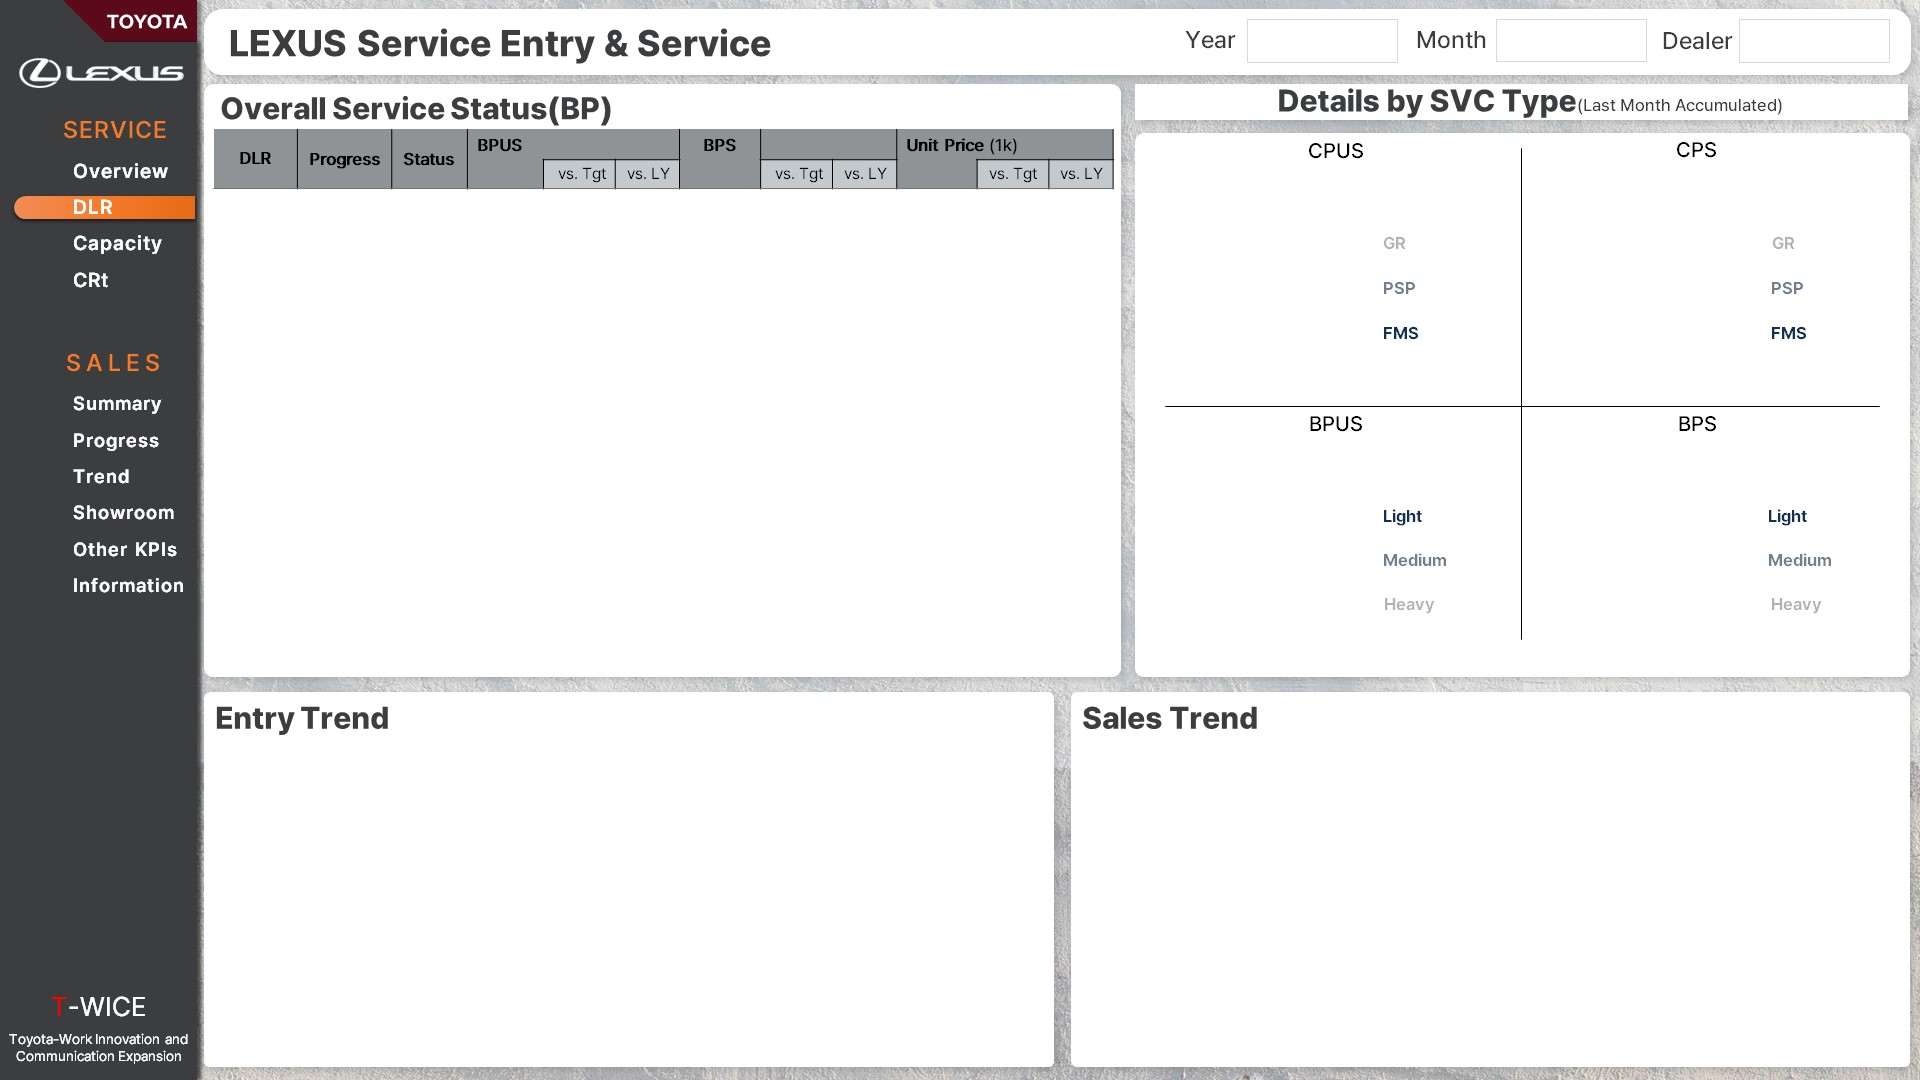 TOYOTA
LEXUS
SERVICE
Overview
DLR
Capacity
CRt
SALES
Summary
Progress
Trend
Showroom
Other KPIs
Information
T-WICE
Toyota-Work Innovation and
Communication Expansion
LEXUS Service Entry & Service
Year
Month
Dealer
Overall Service Status(BP)
DLR Progress Status BPUS BPS Unit Price (1k)
vs. Tgt vs. LY vs. Tgt vs. LY vs. Tgt vs. LY
Details by SVC Type(Last Month Accumulated)
CPUS
GR
PSP
FMS
CPS
GR
PSP
FMS
BPUS
Light
Medium
Heavy
BPS
Light
Medium
Heavy
Entry Trend
Sales Trend